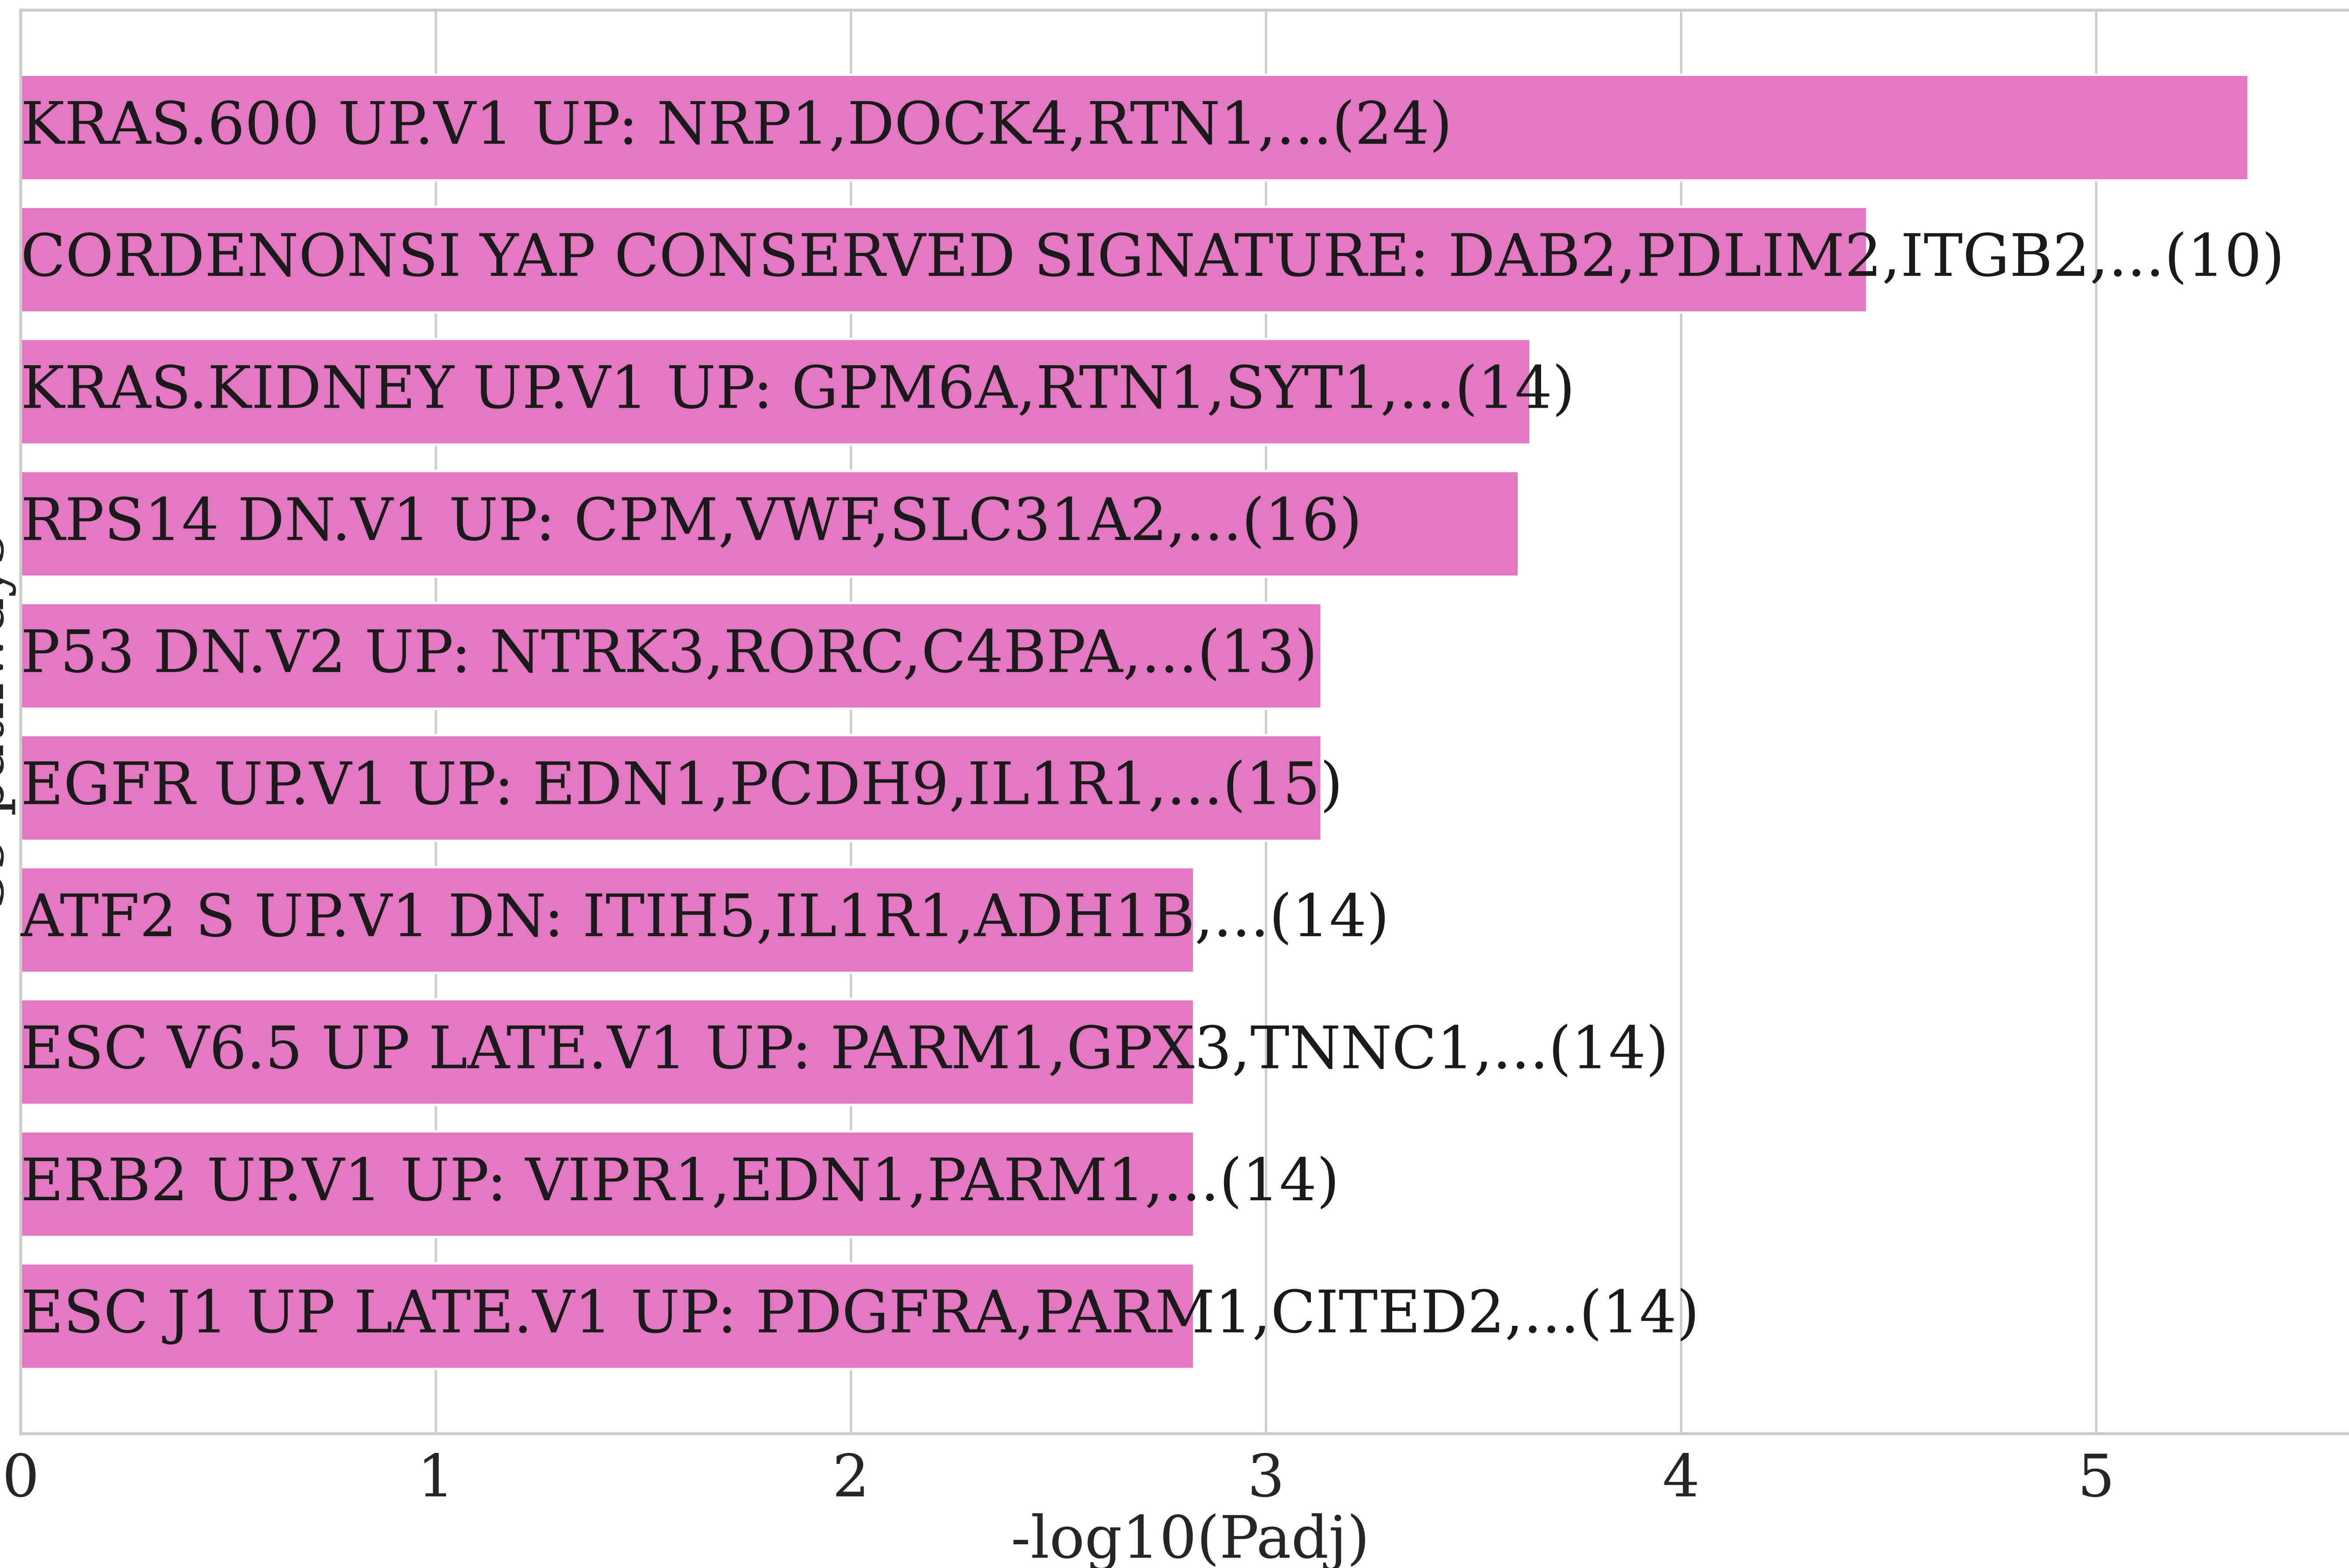 KRAS.600 UP.V1 UP: NRP1,DOCK4,RTN1,...(24)
CORDENONSI YAP CONSERVED SIGNATURE: DAB2,PDLIM2,ITGB2,...(10)
KRAS.KIDNEY UP.V1 UP: GPM6A,RTN1,SYT1,...(14)
RPS14 DN.V1 UP: CPM,VWF,SLC31A2,...(16)
P53 DN.V2 UP: NTRK3,RORC,C4BPA,...(13)
EGFR UP.V1 UP: EDN1,PCDH9,IL1R1,...(15)
ATF2 S UP.V1 DN: ITIH5,IL1R1,ADH1B,...(14)
ESC V6.5 UP LATE.V1 UP: PARM1,GPX3,TNNC1,...(14)
ERB2 UP.V1 UP: VIPR1,EDN1,PARM1,...(14)
ESC J1 UP LATE.V1 UP: PDGFRA,PARM1,CITED2,...(14)
0 1 2 3 4 5
-log10(Padj)